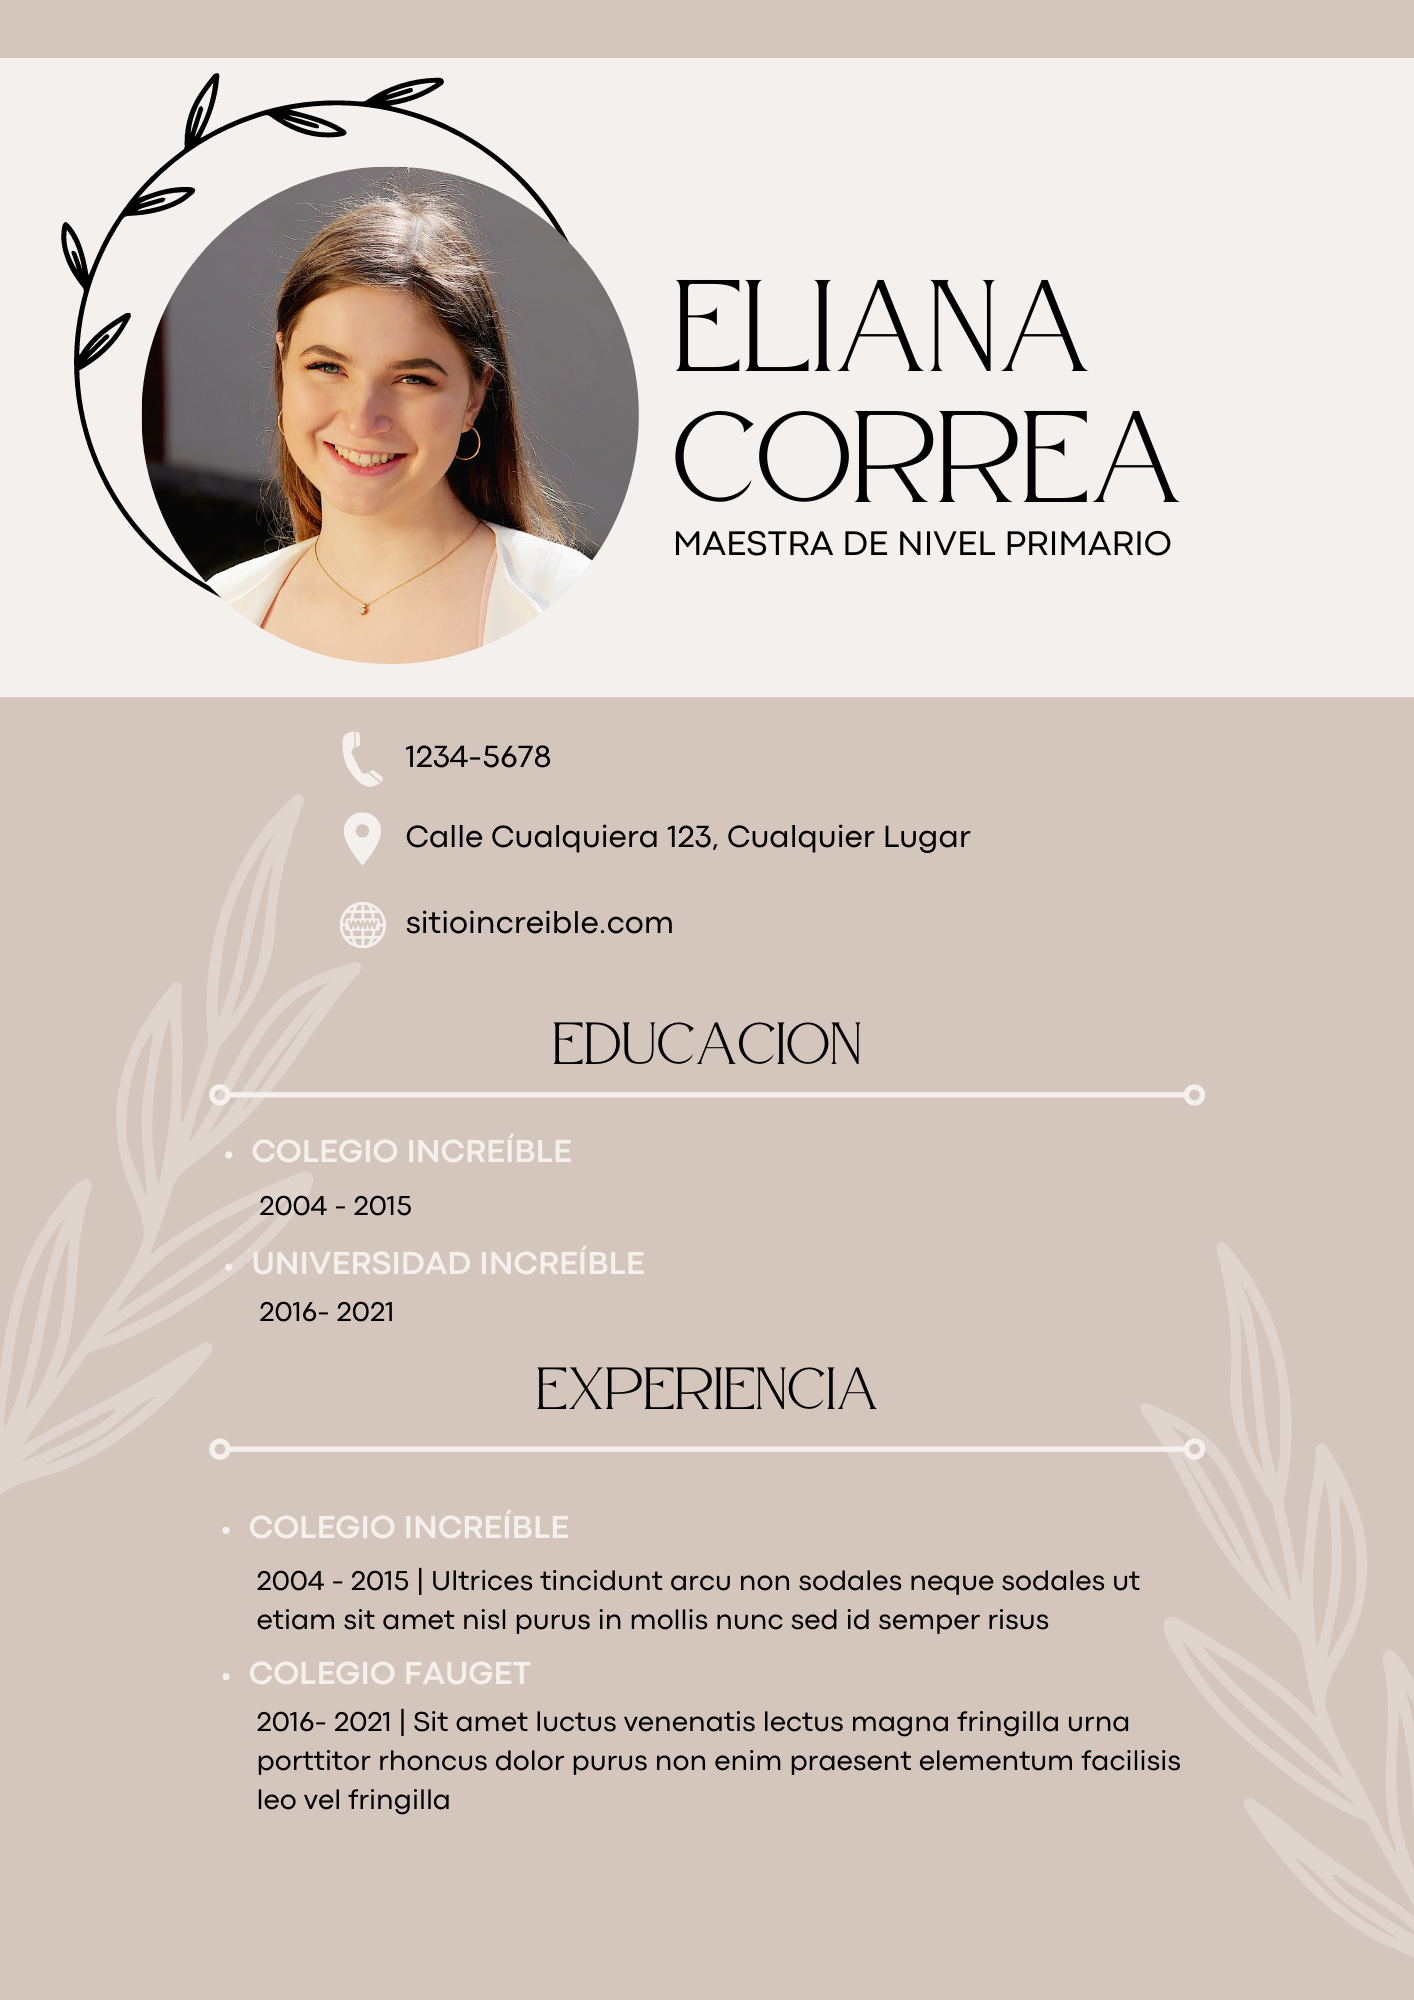 ELIANA
CORREA
MAESTRA DE NIVEL PRIMARIO
1234-5678
Calle Cualquiera 123, Cualquier Lugar
www
sitioincreible.com
EDUCACION
• COLEGIO INCREÍBLE
2004 - 2015
• UNIVERSIDAD INCREÍBLE
2016- 2021
EXPERIENCIA
• COLEGIO INCREÍBLE
2004 - 2015 | Ultrices tincidunt arcu non sodales neque sodales ut
etiam sit amet nisl purus in mollis nunc sed id semper risus
• COLEGIO FAUGET
2016- 2021 | Sit amet luctus venenatis lectus magna fringilla urna
porttitor rhoncus dolor purus non enim praesent elementum facilisis
leo vel fringilla